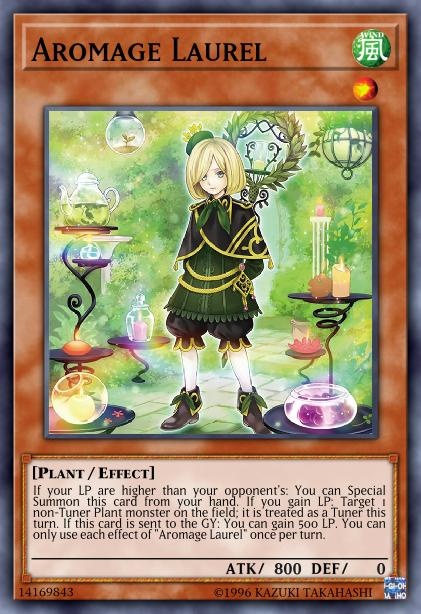 Aromage Laurel
WIND
風
[Plant / Effect]
If your LP are higher than your opponent's: You can Special
Summon this card from your hand. If you gain LP: Target 1
non-Tuner Plant monster on the field; it is treated as a Tuner this
turn. If this card is sent to the GY: You can gain 500 LP. You can
only use each effect of "Aromage Laurel" once per turn.
ATK/ 800 DEF/ 0
14169843
©1996 KAZUKI TAKAHASHI